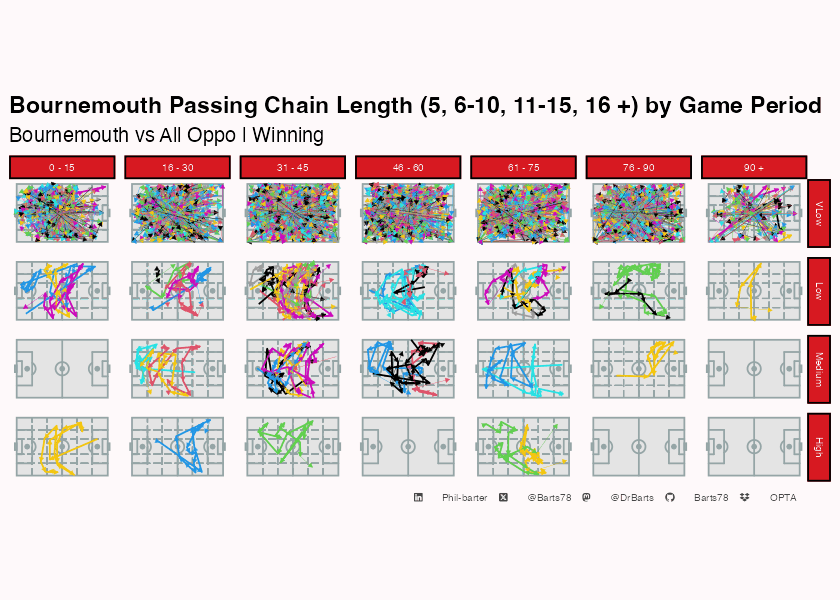 Bournemouth Passing Chain Length (5, 6-10, 11-15, 16 +) by Game Period
Bournemouth vs All Oppo I Winning
0 - 15 16 - 30 31 - 45 46 - 60 61 - 75 76 - 90 90 +
VLow
Low
Medium
High
Phil-barter @Barts78 @DrBarts Barts78 OPTA